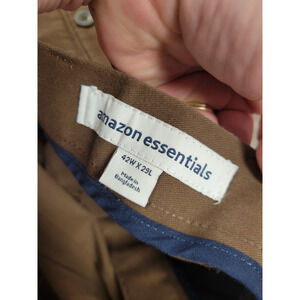 amazon essentials
42W X 29L
Made in
Bangladesh